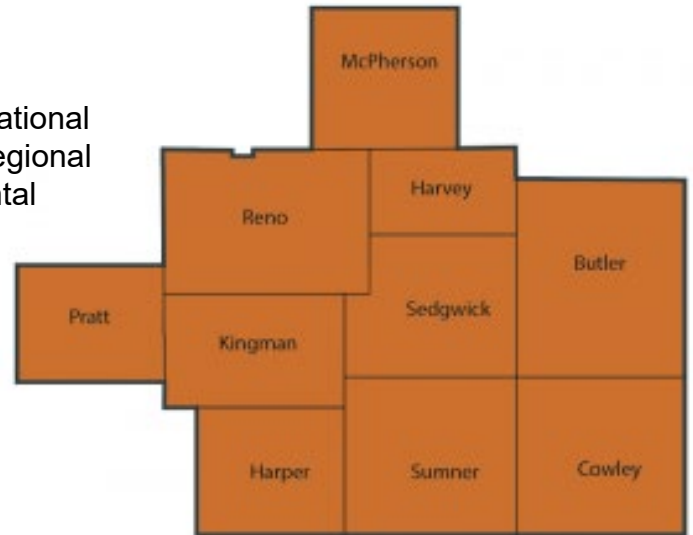 McPherson
ational
egional
ntal
Harvey
Reno
Butler
Sedgwick
Pratt
Kingman
Harper
Sumner
Cowley